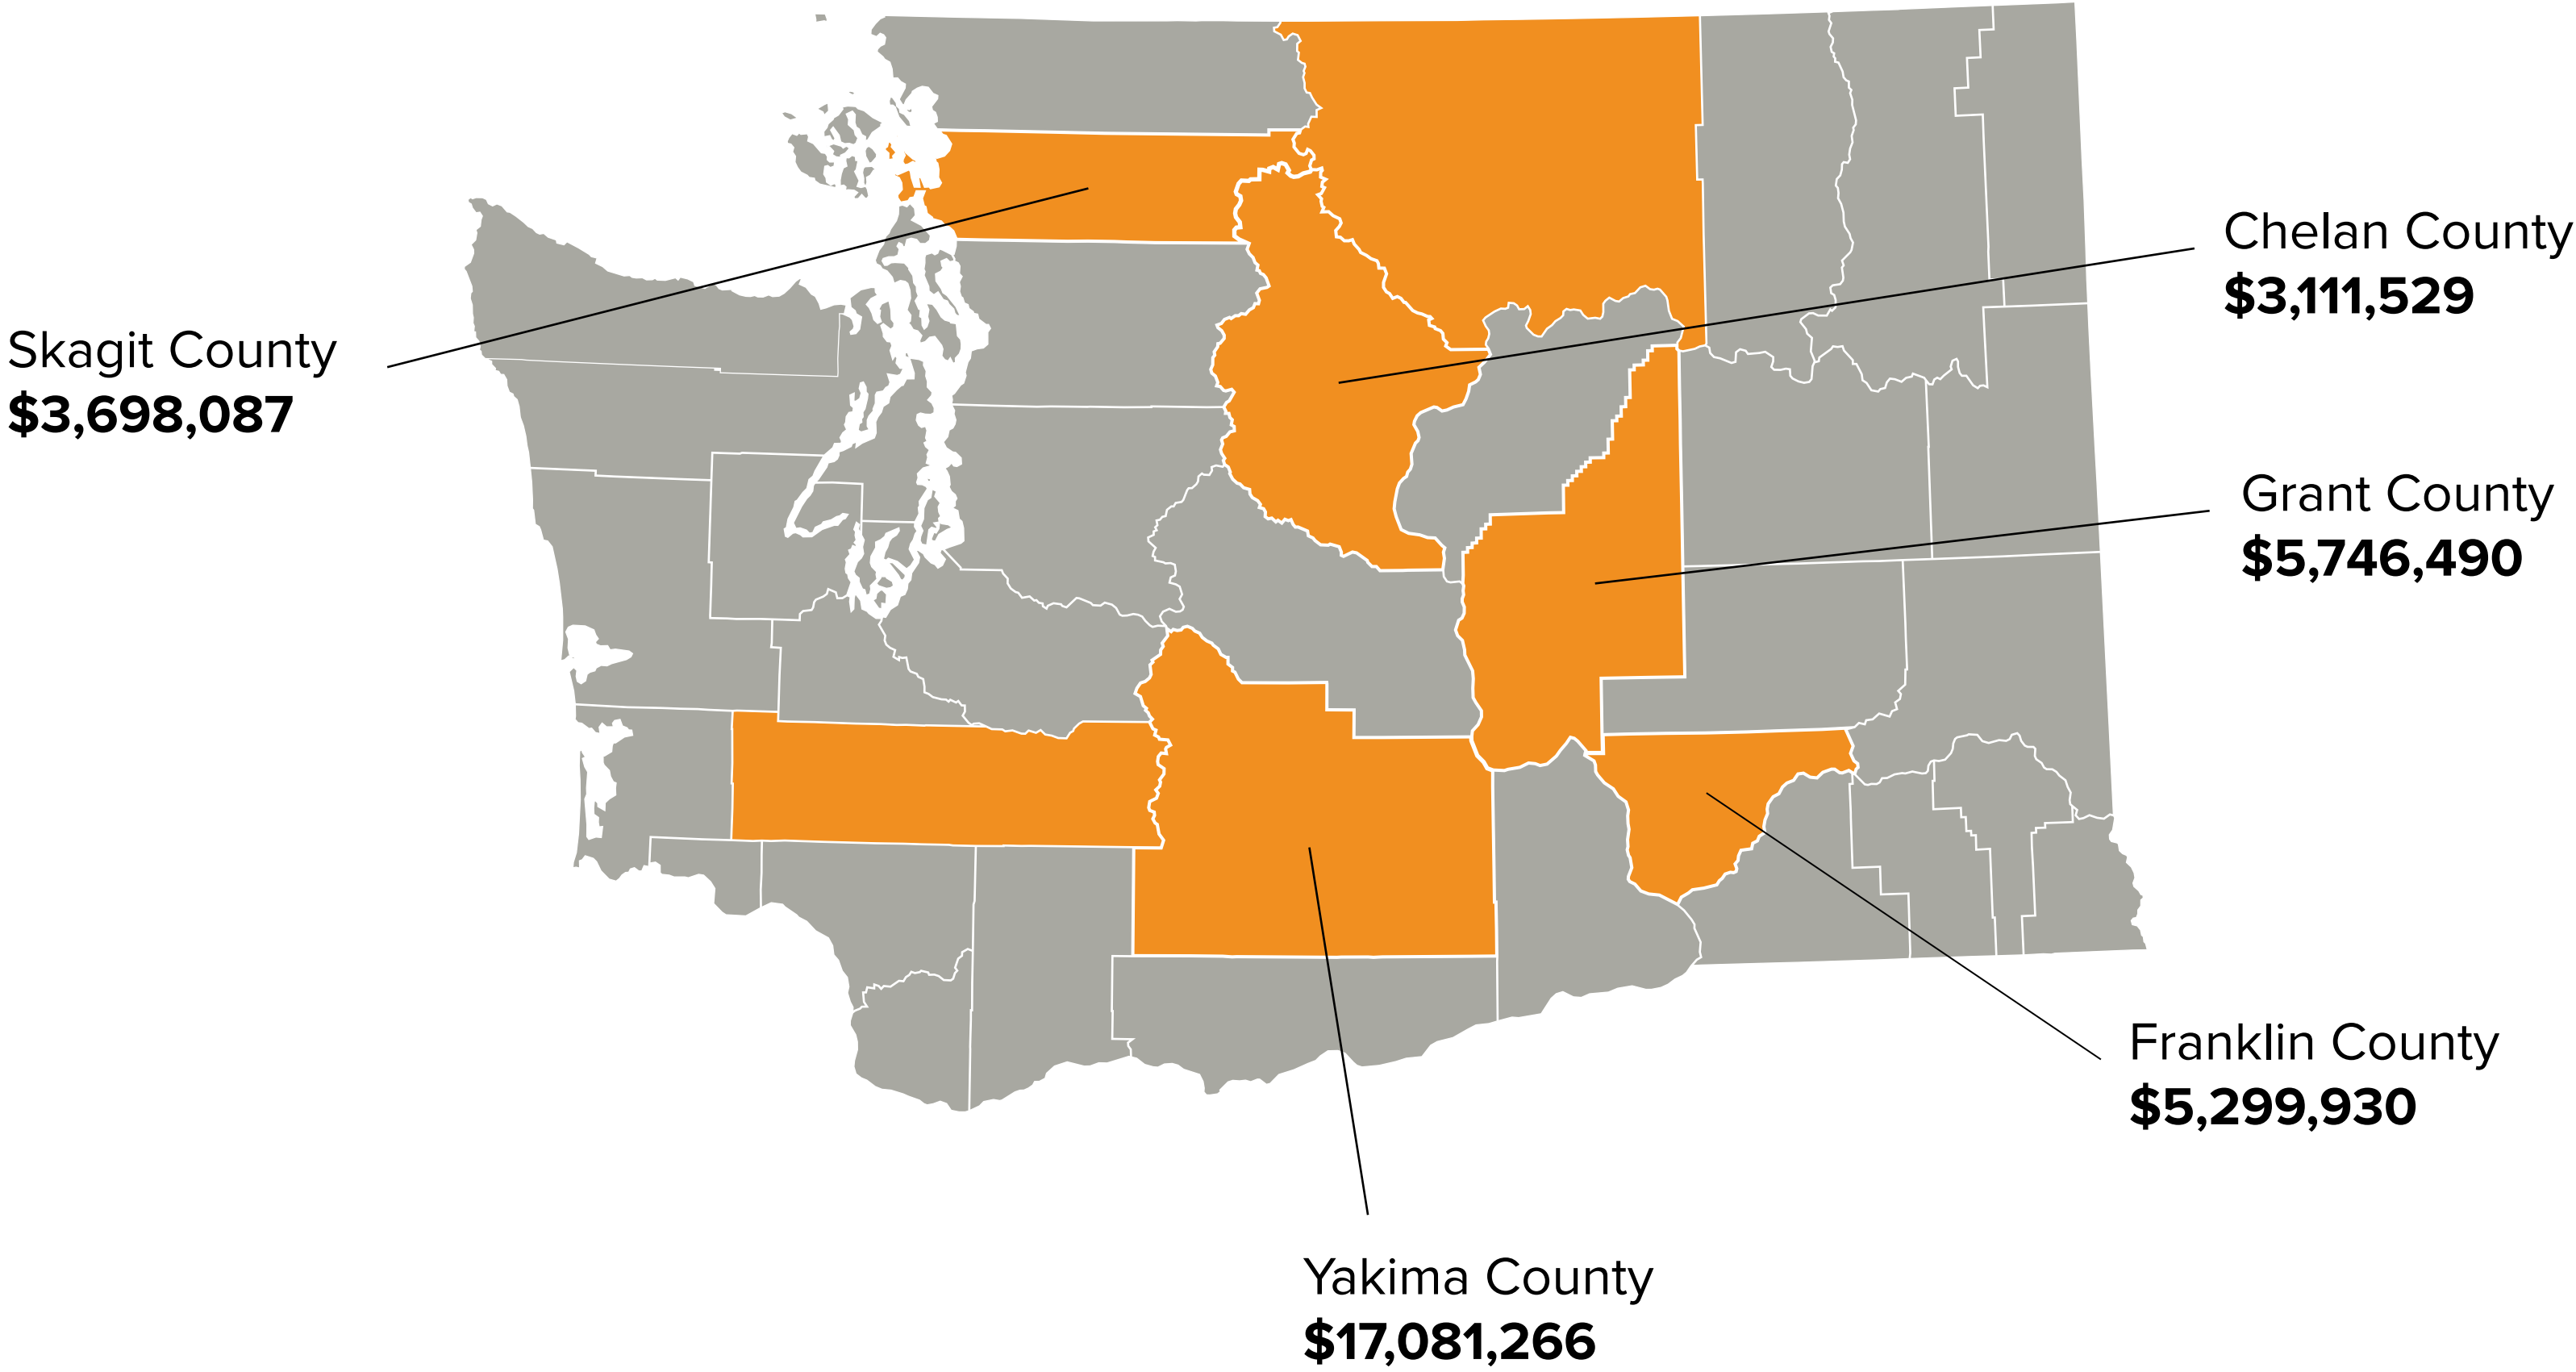 Skagit County
$3,698,087
Chelan County
$3,111,529
Grant County
$5,746,490
Franklin County
$5,299,930
Yakima County
$17,081,266